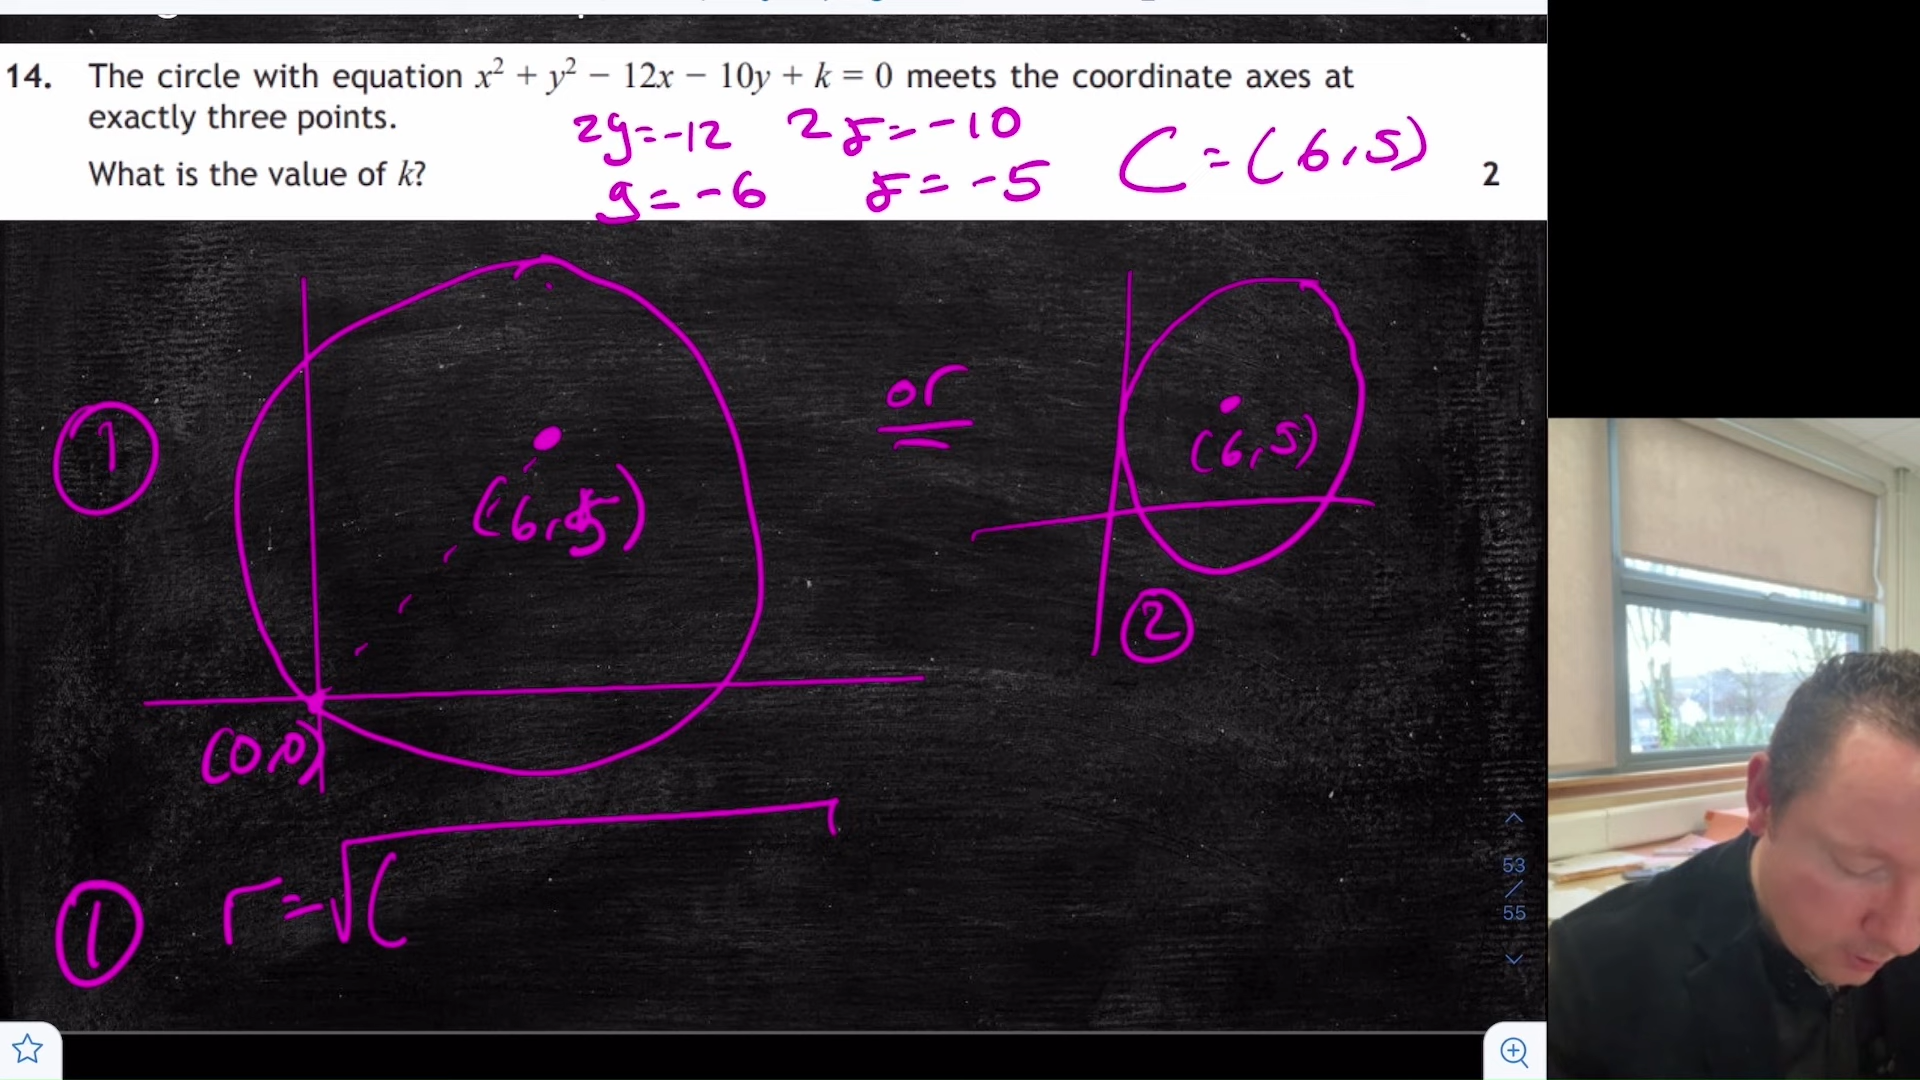 14. The circle with equation x² + y² − 12x − 10y + k = 0 meets the coordinate axes at
exactly three points.
What is the value of k?
2
2g=-12 2f=-10
g=-6 f=-5
C=(6,5)
1
(6,5)
(0,0)
or
(6,5)
2
1 r=√(
53
/
55